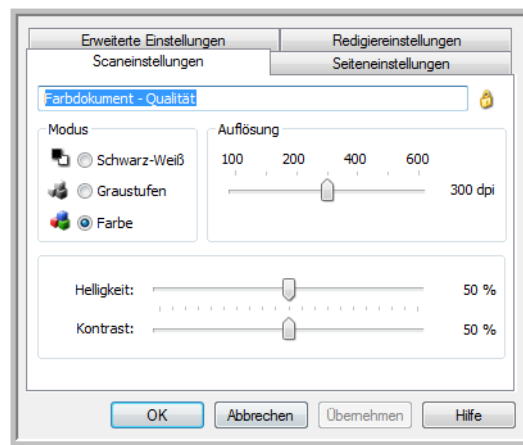 Erweiterte Einstellungen
Redigiereinstellungen
Scaneinstellungen
Seiteneinstellungen
Farbdokument - Qualität
Modus
Schwarz-Weiß
Graustufen
Farbe
Auflösung
100 200 400 600
300 dpi
Helligkeit: 50 %
Kontrast: 50 %
OK Abbrechen Übernehmen Hilfe